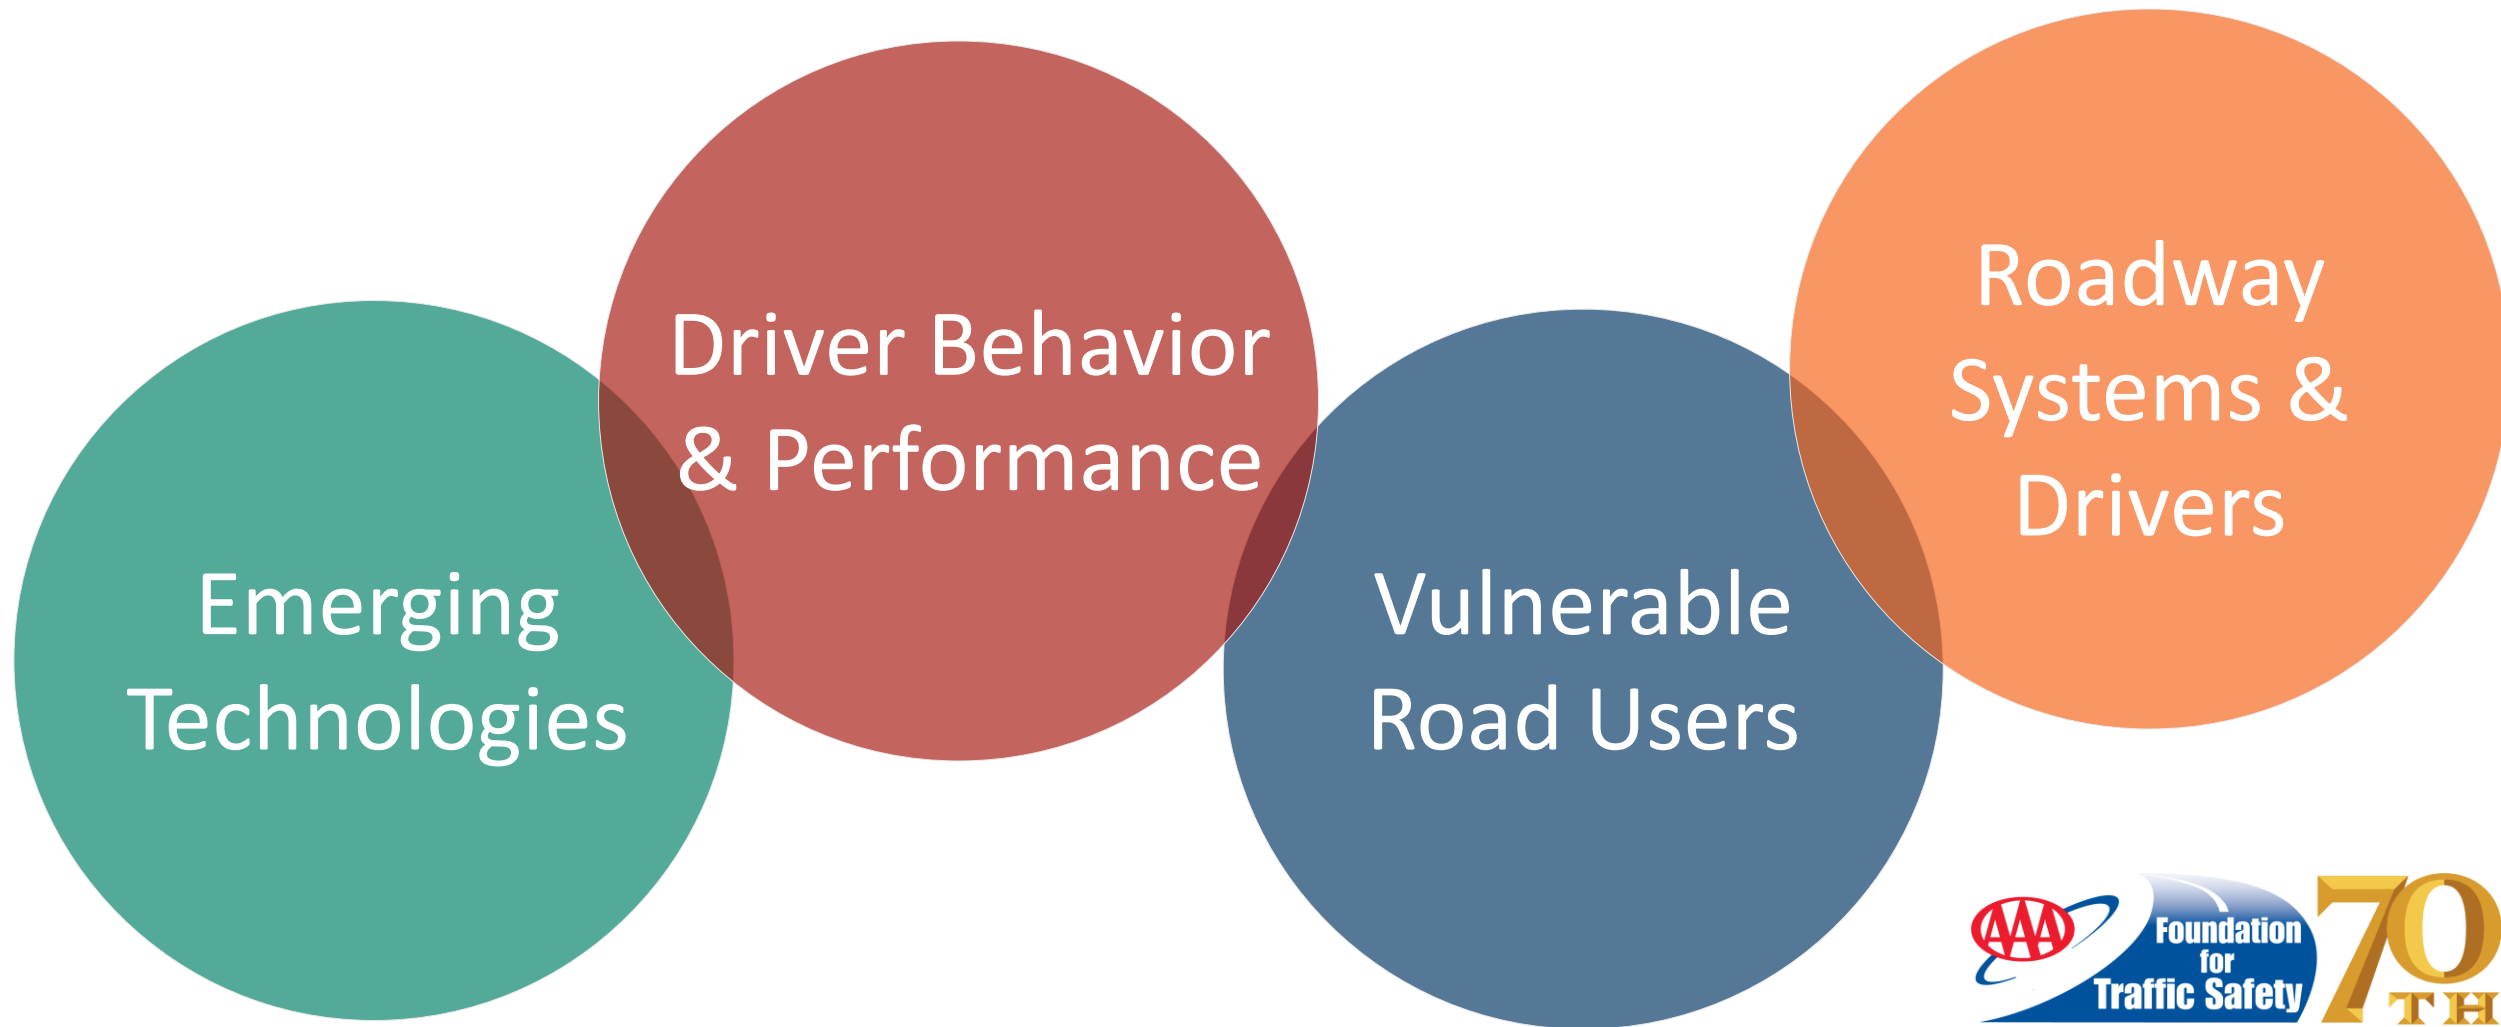 Emerging
Technologies
Driver Behavior
& Performance
Vulnerable
Road Users
Roadway
Systems &
Drivers
AAA
Foundation
for
Traffic Safety
70
TH